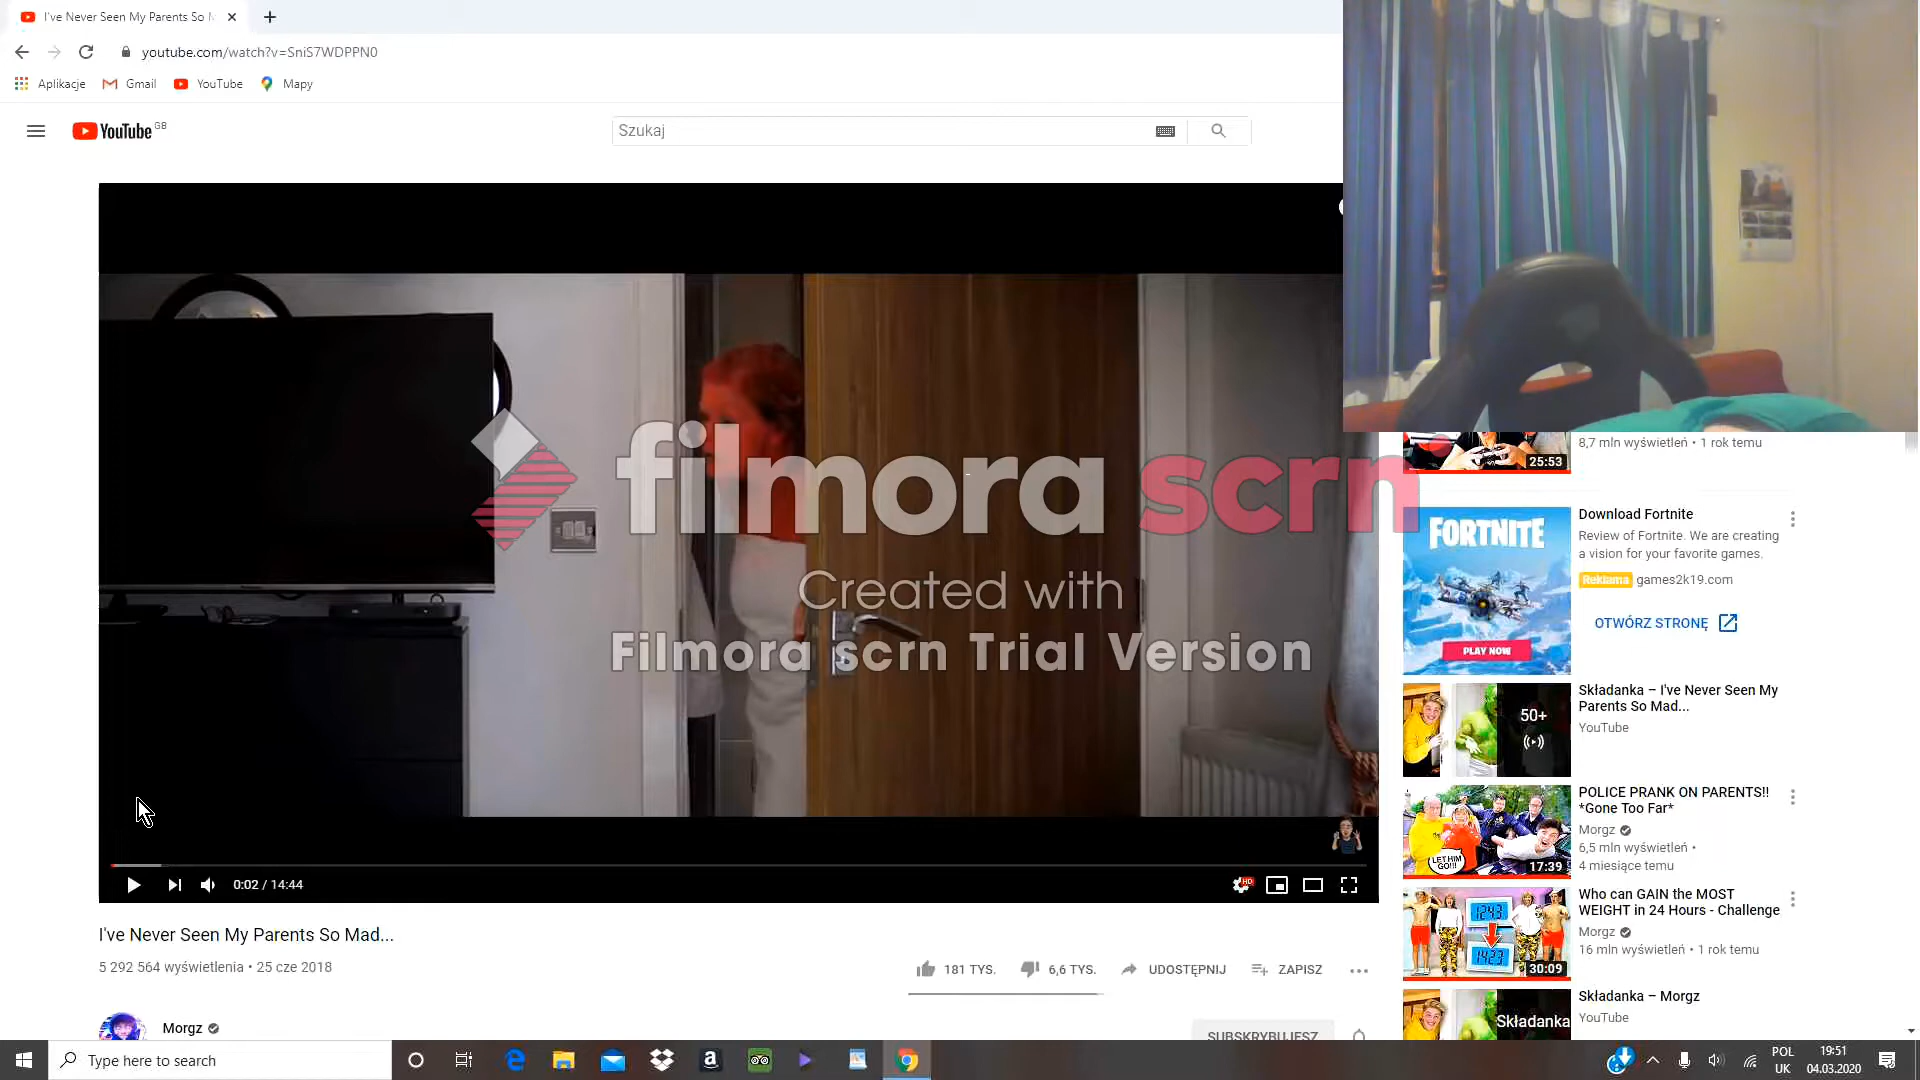 I've Never Seen My Parents So M
youtube.com/watch?v=SniS7WDPPN0
Aplikacje
Gmail
YouTube
Mapy
YouTube GB
Szukaj
filmora scrn
Created with
Filmora scrn Trial Version
0:02 / 14:44
HD
I've Never Seen My Parents So Mad...
5 292 564 wyświetlenia • 25 cze 2018
181 TYS.
6,6 TYS.
UDOSTĘPNIJ
ZAPISZ
Morgz
SUBSKRYBUJESZ
8,7 mln wyświetleń • 1 rok temu
25:53
FORTNITE
PLAY NOW
Download Fortnite
Review of Fortnite. We are creating
a vision for your favorite games.
Reklama games2k19.com
OTWÓRZ STRONĘ
50+
Składanka – I've Never Seen My
Parents So Mad...
YouTube
LET HIM
GO!!!
17:39
POLICE PRANK ON PARENTS!!
*Gone Too Far*
Morgz
6,5 mln wyświetleń •
4 miesiące temu
30:09
Who can GAIN the MOST
WEIGHT in 24 Hours - Challenge
Morgz
16 mln wyświetleń • 1 rok temu
Składanka
Składanka – Morgz
YouTube
Type here to search
POL
UK
19:51
04.03.2020